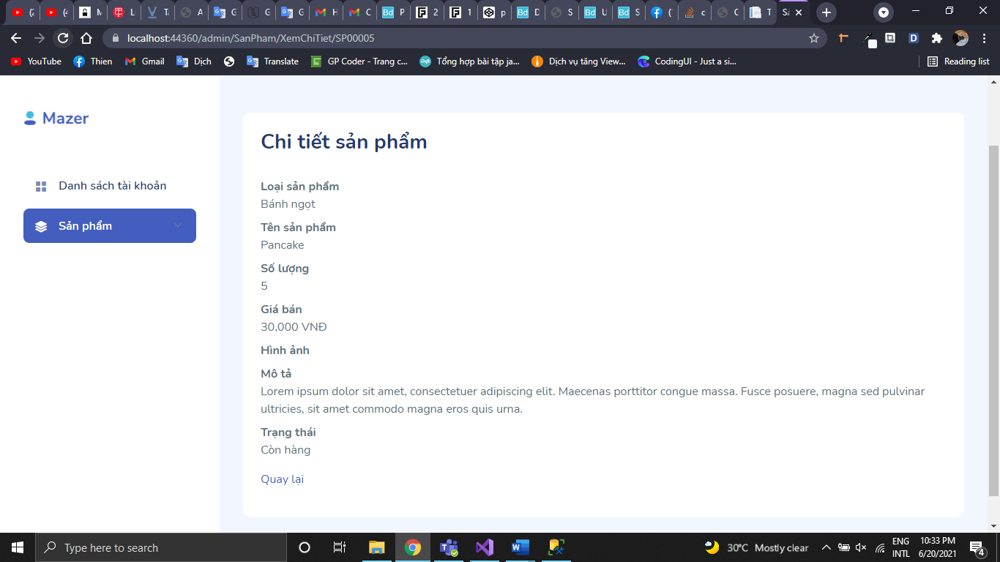 localhost:44360/admin/SanPham/XemChiTiet/SP00005
YouTube
Thien
Gmail
Dịch
Translate
GP Coder - Trang c...
Tổng hợp bài tập ja...
Dịch vụ tăng View...
CodingUI - Just a si...
Reading list
Mazer
Danh sách tài khoản
Sản phẩm
Chi tiết sản phẩm
Loại sản phẩm
Bánh ngọt
Tên sản phẩm
Pancake
Số lượng
5
Giá bán
30,000 VNĐ
Hình ảnh
Mô tả
Lorem ipsum dolor sit amet, consectetuer adipiscing elit. Maecenas porttitor congue massa. Fusce posuere, magna sed pulvinar
ultricies, sit amet commodo magna eros quis urna.
Trạng thái
Còn hàng
Quay lại
Type here to search
30°C Mostly clear
ENG
INTL
10:33 PM
6/20/2021
4